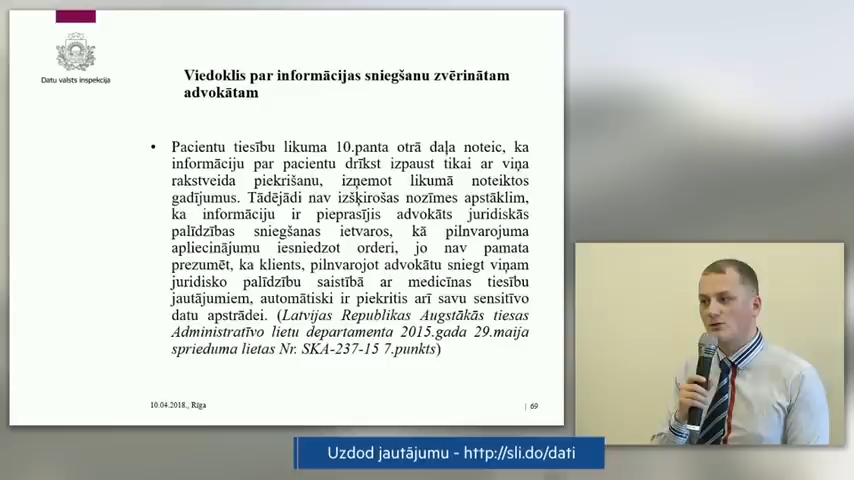 Datu valsts inspekcija
Viedoklis par informācijas sniegšanu zvērinātam
advokātam
• Pacientu tiesību likuma 10.panta otrā daļa noteic, ka
informāciju par pacientu drīkst izpaust tikai ar viņa
rakstveida piekrišanu, izņemot likumā noteiktos
gadījumus. Tādējādi nav izšķirošas nozīmes apstāklim,
ka informāciju ir pieprasījis advokāts juridiskās
palīdzības sniegšanas ietvaros, kā pilnvarojuma
apliecinājumu iesniedzot orderi, jo nav pamata
prezumēt, ka klients, pilnvarojot advokātu sniegt viņam
juridisko palīdzību saistībā ar medicīnas tiesību
jautājumiem, automātiski ir piekritis arī savu sensitīvo
datu apstrādei. (Latvijas Republikas Augstākās tiesas
Administratīvo lietu departamenta 2015.gada 29.maija
sprieduma lietas Nr. SKA-237-15 7.punkts)
10.04.2018., Rīga
| 69
Uzdod jautājumu - http://sli.do/dati